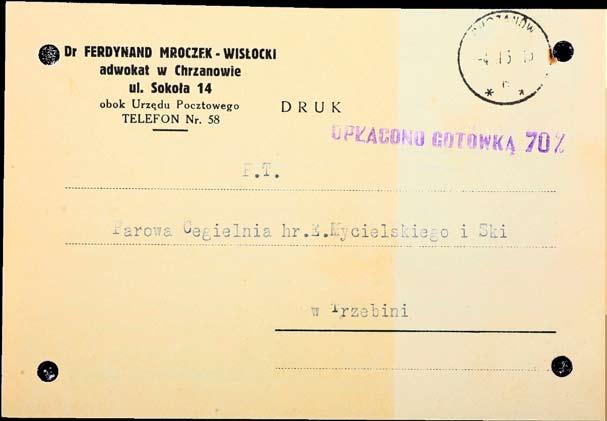 Dr FERDYNAND MROCZEK - WISŁOCKI
adwokat w Chrzanowie
ul. Sokoła 14
obok Urzędu Pocztowego
TELEFON Nr. 58
DRUK
OPŁACONO GOTÓWKĄ 70%
P.T.
Parowa Cegielnia hr.E.Mycielskiego i Ski
w Trzebini